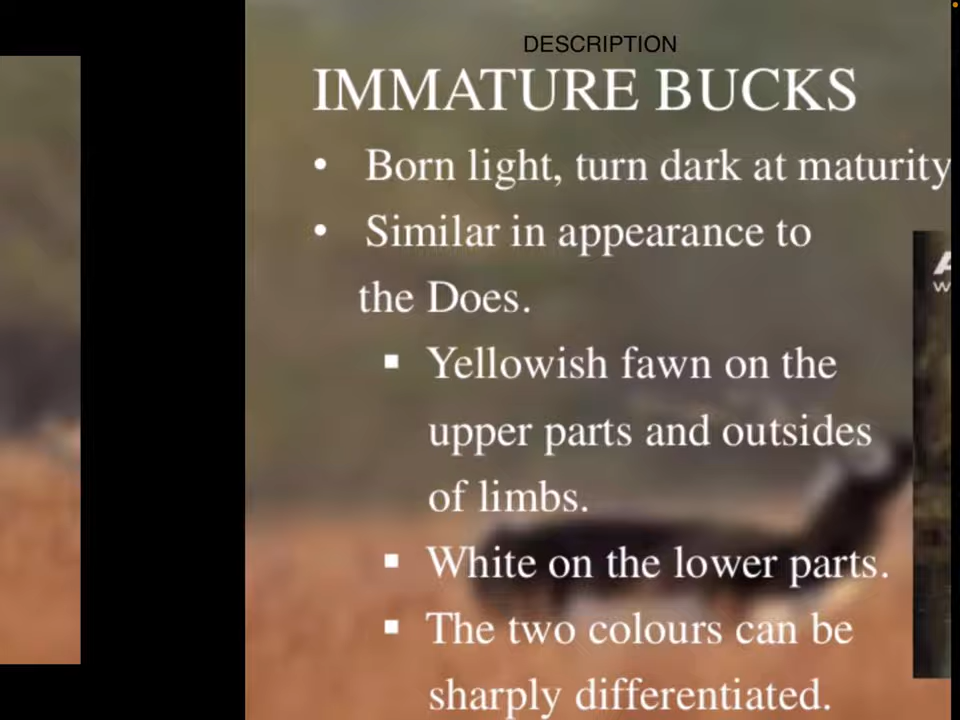 DESCRIPTION
IMMATURE BUCKS
• Born light, turn dark at maturity
• Similar in appearance to
the Does.
▪ Yellowish fawn on the
upper parts and outsides
of limbs.
▪ White on the lower parts.
▪ The two colours can be
sharply differentiated.